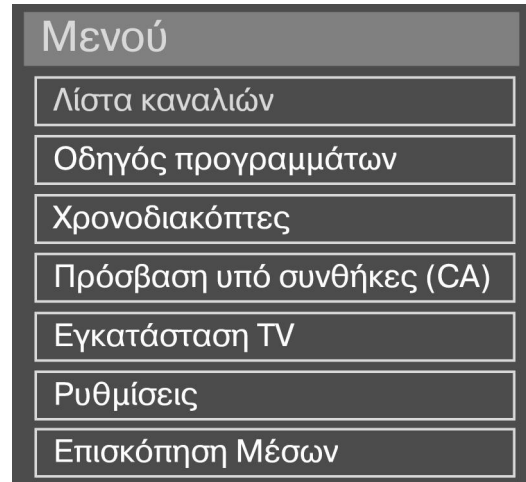 Μενού
Λίστα καναλιών
Οδηγός προγραμμάτων
Χρονοδιακόπτες
Πρόσβαση υπό συνθήκες (CA)
Εγκατάσταση TV
Ρυθμίσεις
Επισκόπηση Μέσων